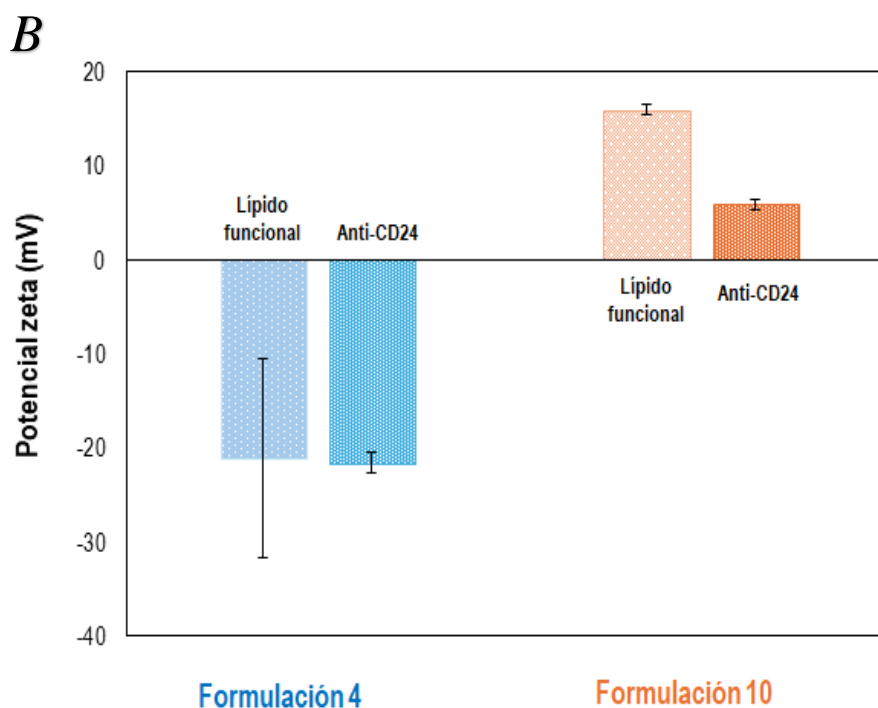 B
Potencial zeta (mV)
20
10
0
-10
-20
-30
-40
Lípido
funcional
Anti-CD24
Lípido
funcional
Anti-CD24
Formulación 4
Formulación 10